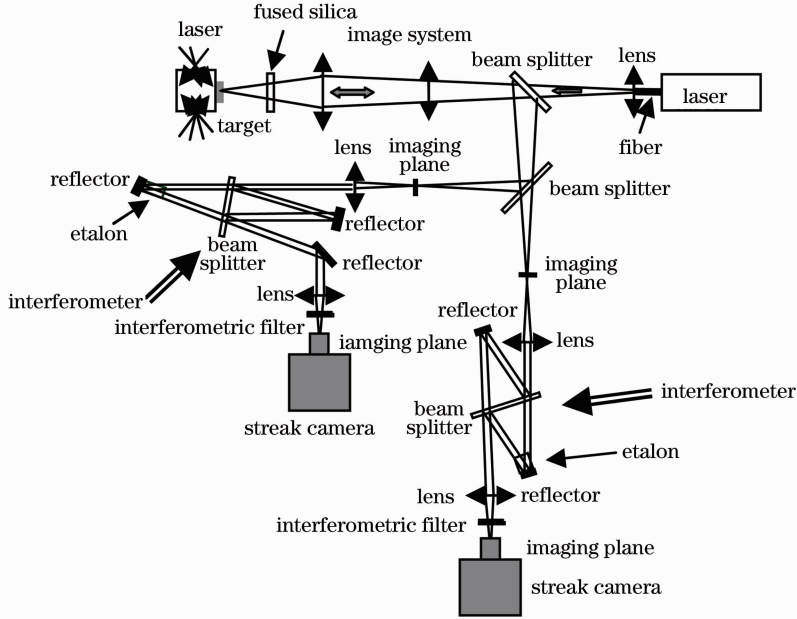 fused silica
laser
image system
beam splitter
lens
laser
target
fiber
lens
imaging
plane
reflector
beam splitter
etalon
reflector
beam
splitter
reflector
imaging
plane
interferometer
lens
reflector
interferometric filter
iamging plane
lens
streak camera
beam
splitter
interferometer
etalon
lens
reflector
interferometric filter
imaging plane
streak camera